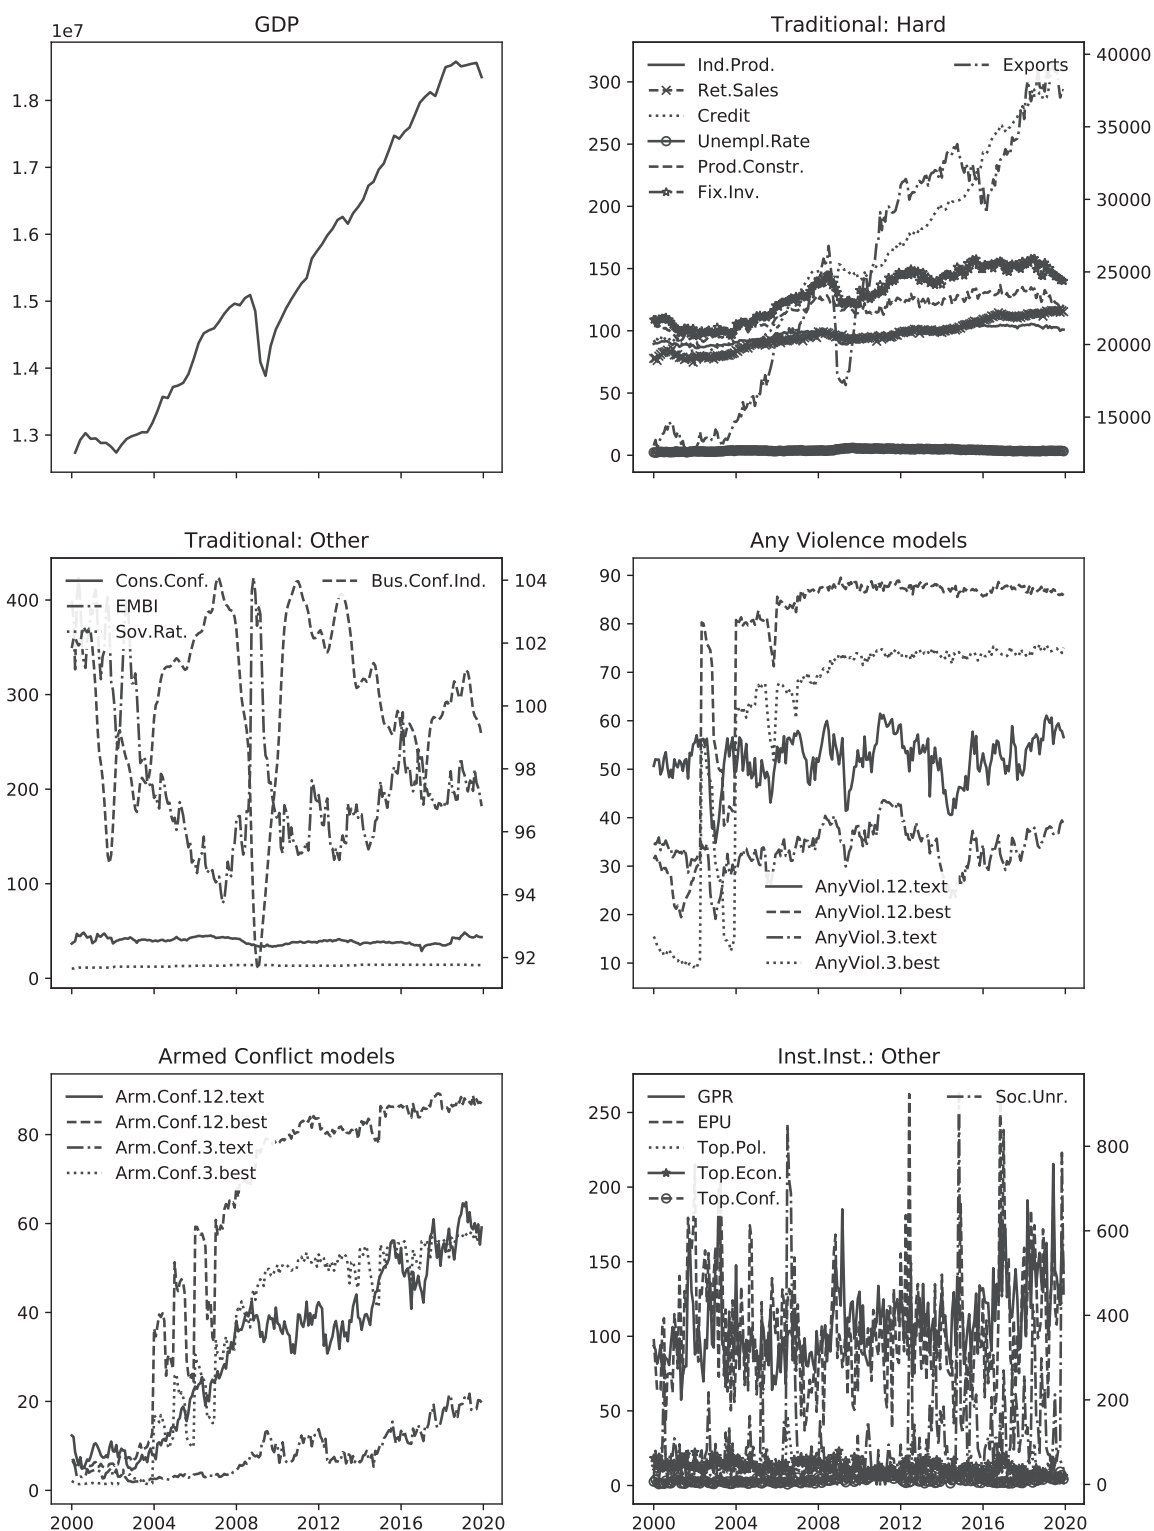 GDP
1e7
1.8
1.7
1.6
1.5
1.4
1.3
Traditional: Hard
Ind.Prod.
Ret.Sales
Credit
Unempl.Rate
Prod.Constr.
Fix.Inv.
Exports
300
250
200
150
100
50
0
40000
35000
30000
25000
20000
15000
Traditional: Other
Cons.Conf.
EMBI
Sov.Rat.
Bus.Conf.Ind.
400
300
200
100
0
104
102
100
98
96
94
92
Any Violence models
90
80
70
60
50
40
30
20
10
AnyViol.12.text
AnyViol.12.best
AnyViol.3.text
AnyViol.3.best
Armed Conflict models
Arm.Conf.12.text
Arm.Conf.12.best
Arm.Conf.3.text
Arm.Conf.3.best
80
60
40
20
0
2000 2004 2008 2012 2016 2020
Inst.Inst.: Other
GPR
EPU
Top.Pol.
Top.Econ.
Top.Conf.
Soc.Unr.
250
200
150
100
50
0
800
600
400
200
0
2000 2004 2008 2012 2016 2020